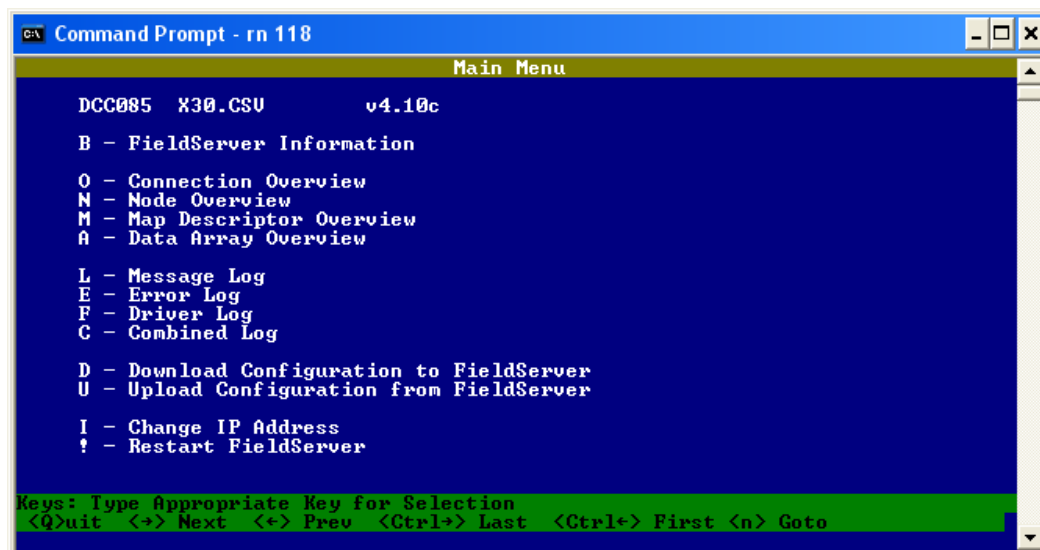 Command Prompt - rn 118
Main Menu
DCC085 X30.CSV v4.10c
B - FieldServer Information
O - Connection Overview
N - Node Overview
M - Map Descriptor Overview
A - Data Array Overview
L - Message Log
E - Error Log
F - Driver Log
C - Combined Log
D - Download Configuration to FieldServer
U - Upload Configuration from FieldServer
I - Change IP Address
! - Restart FieldServer
Keys: Type Appropriate Key for Selection
<Q>uit <→> Next <←> Prev <Ctrl→> Last <Ctrl←> First <n> Goto